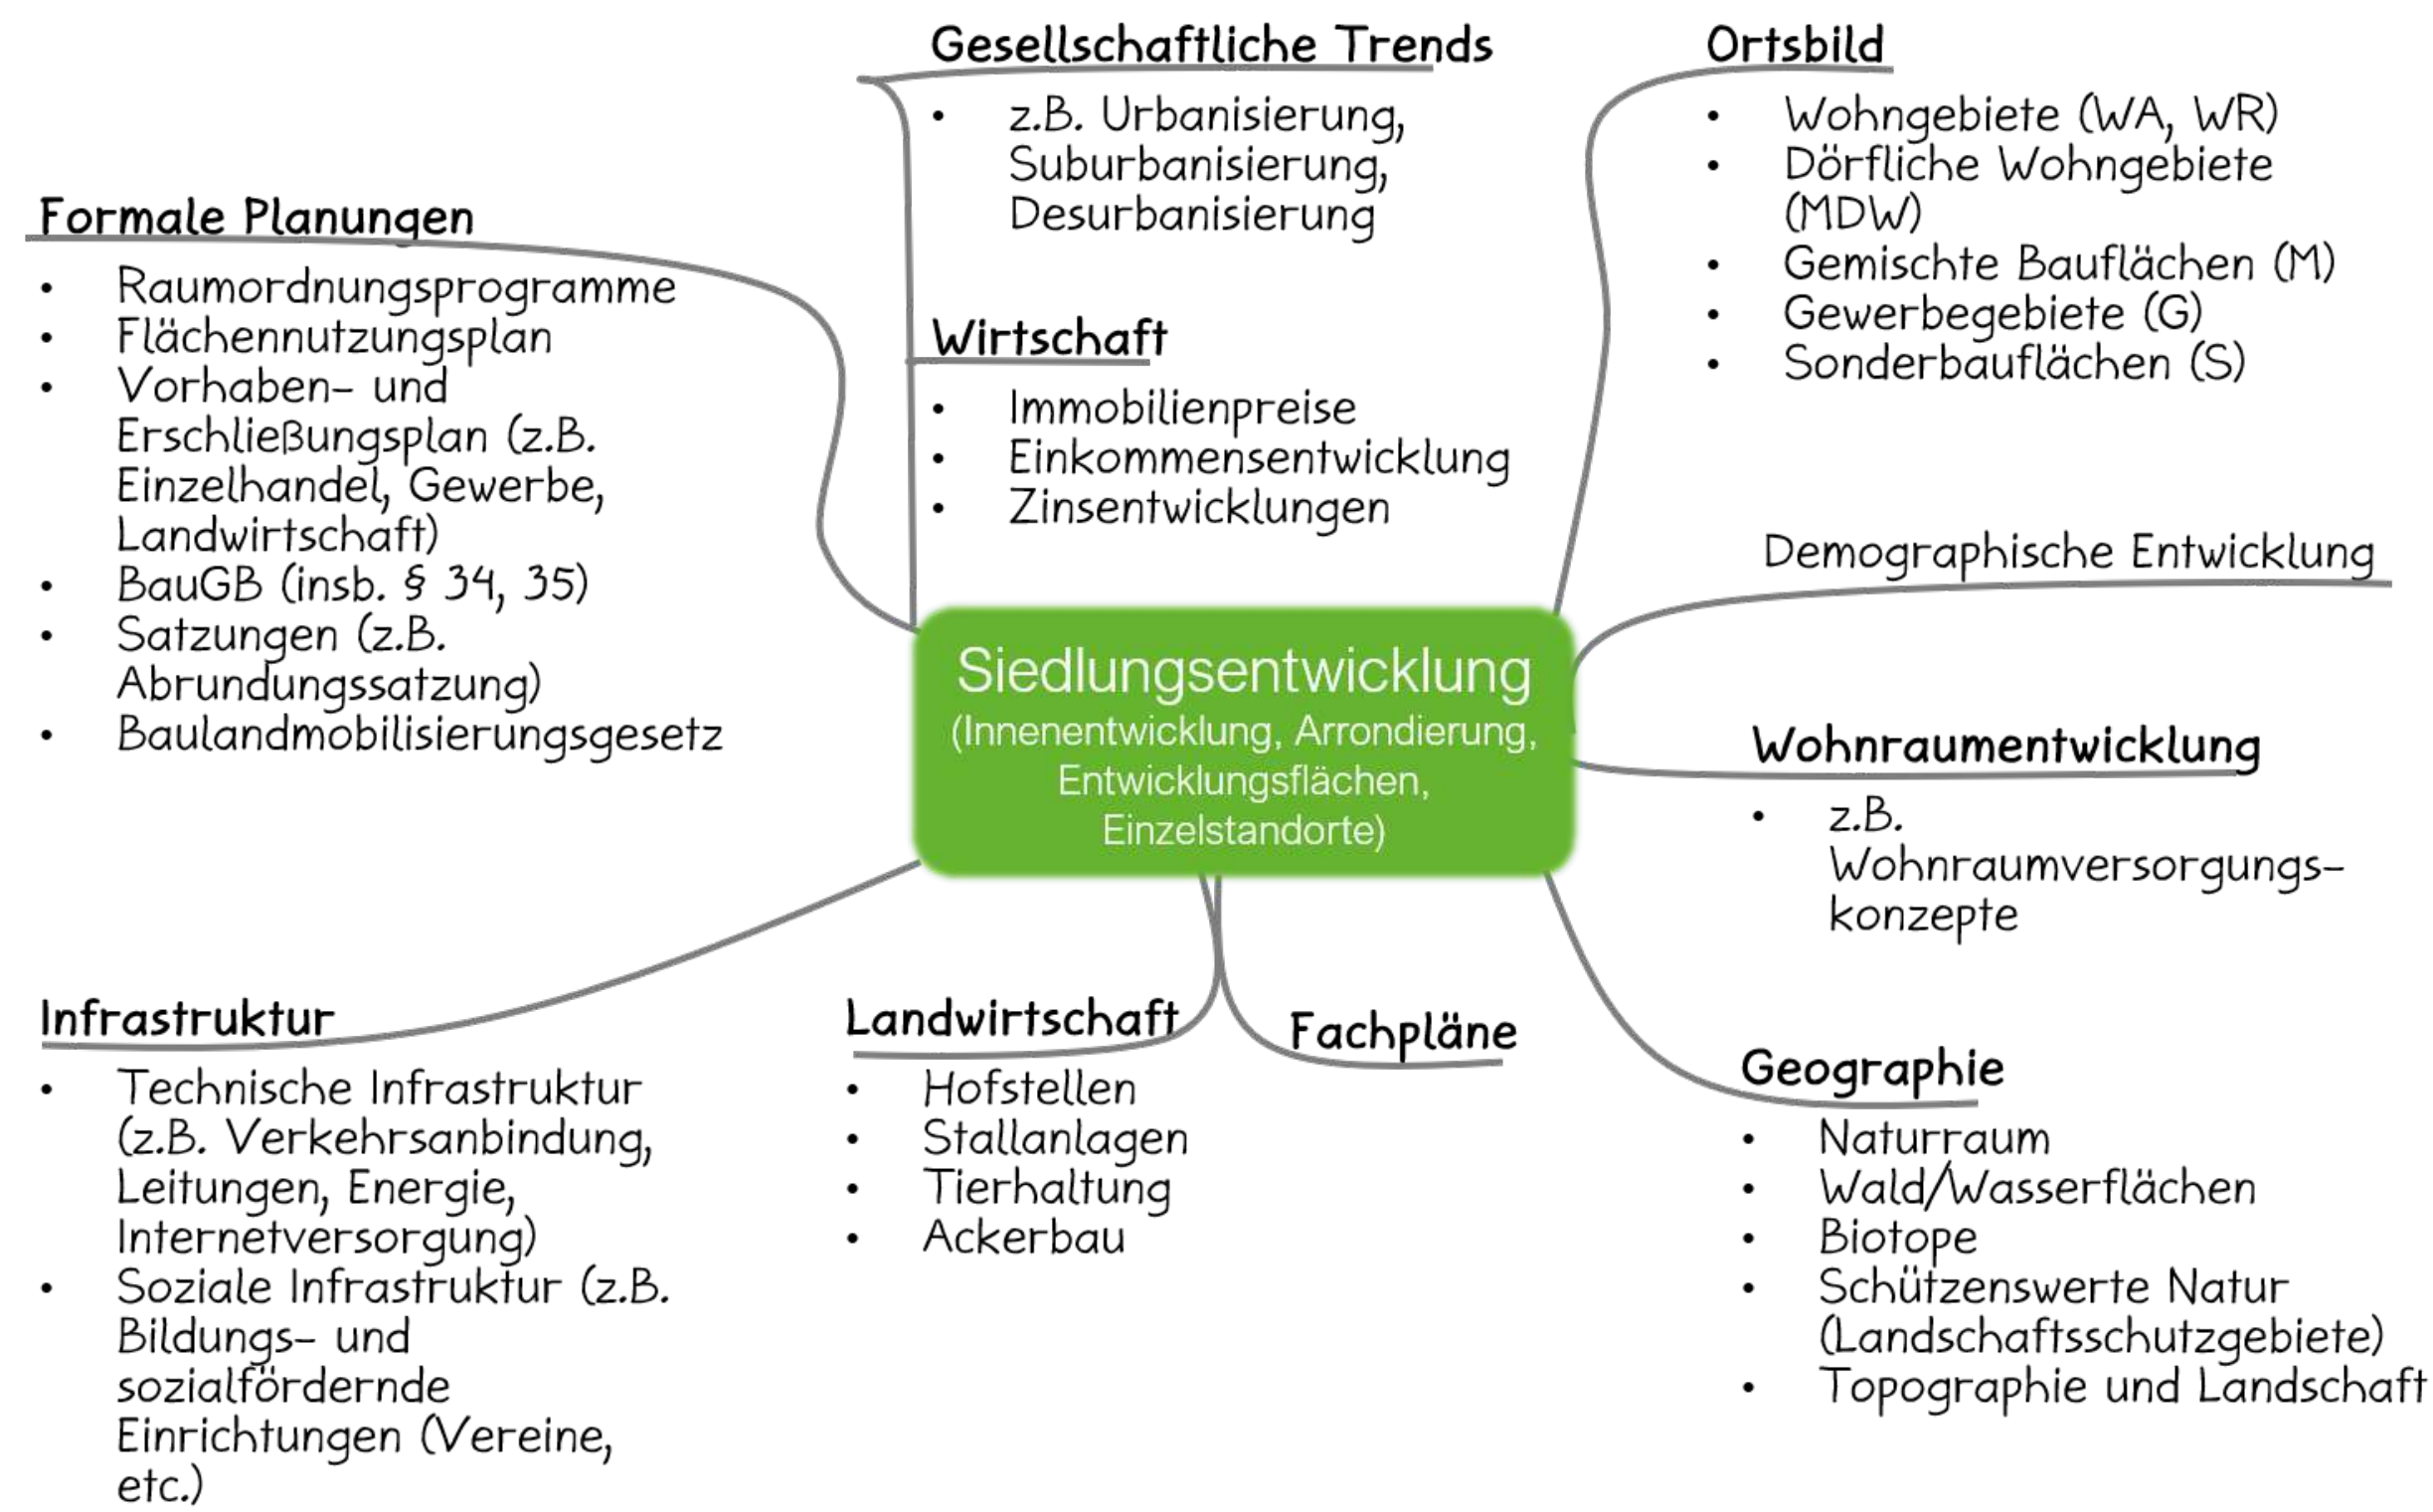 Gesellschaftliche Trends
• z.B. Urbanisierung,
Suburbanisierung,
Desurbanisierung
Ortsbild
• Wohngebiete (WA, WR)
• Dörfliche Wohngebiete
(MDW)
• Gemischte Bauflächen (M)
• Gewerbegebiete (G)
• Sonderbauflächen (S)
Formale Planungen
• Raumordnungsprogramme
• Flächennutzungsplan
• Vorhaben- und
Erschließungsplan (z.B.
Einzelhandel, Gewerbe,
Landwirtschaft)
• BauGB (insb. § 34, 35)
• Satzungen (z.B.
Abrundungssatzung)
• Baulandmobilisierungsgesetz
Wirtschaft
• Immobilienpreise
• Einkommensentwicklung
• Zinsentwicklungen
Demographische Entwicklung
Siedlungsentwicklung
(Innenentwicklung, Arrondierung,
Entwicklungsflächen,
Einzelstandorte)
Wohnraumentwicklung
• z.B.
Wohnraumversorgungs-
konzepte
Infrastruktur
• Technische Infrastruktur
(z.B. Verkehrsanbindung,
Leitungen, Energie,
Internetversorgung)
• Soziale Infrastruktur (z.B.
Bildungs- und
sozialfördernde
Einrichtungen (Vereine,
etc.)
Landwirtschaft
• Hofstellen
• Stallanlagen
• Tierhaltung
• Ackerbau
Fachpläne
Geographie
• Naturraum
• Wald/Wasserflächen
• Biotope
• Schützenswerte Natur
(Landschaftsschutzgebiete)
• Topographie und Landschaft